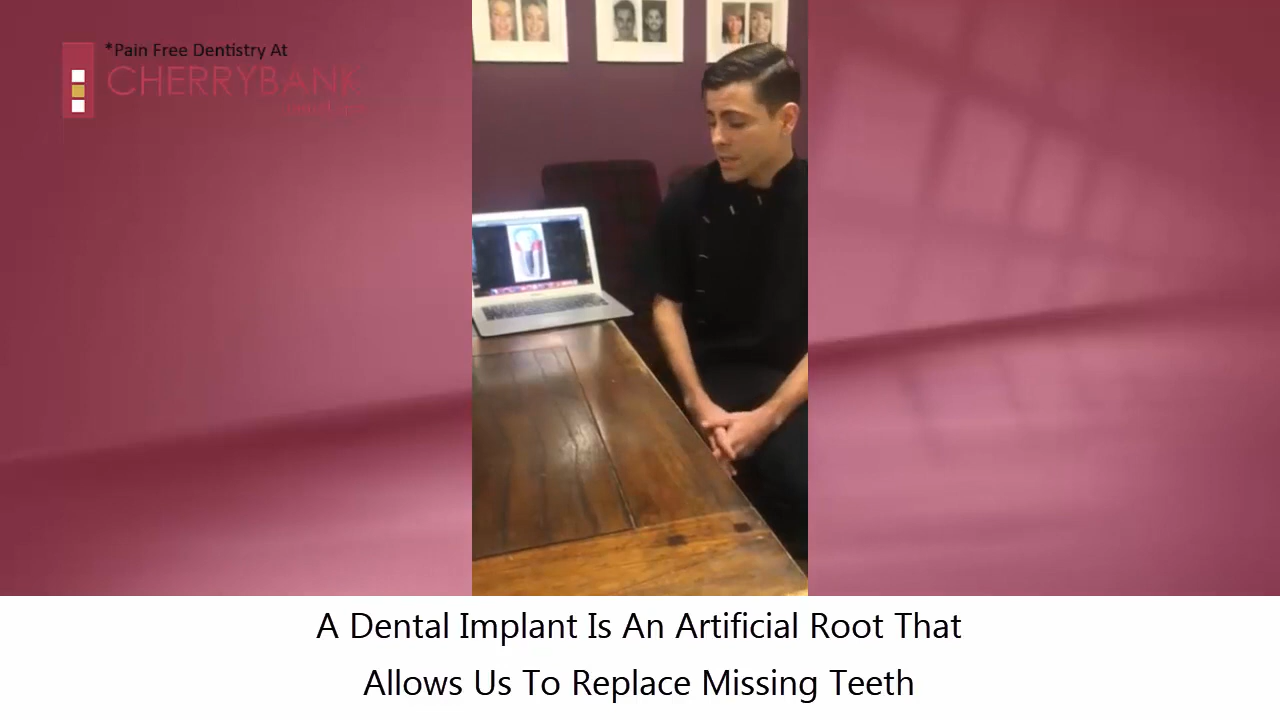 *Pain Free Dentistry At
CHERRYBANK
A Dental Implant Is An Artificial Root That
Allows Us To Replace Missing Teeth